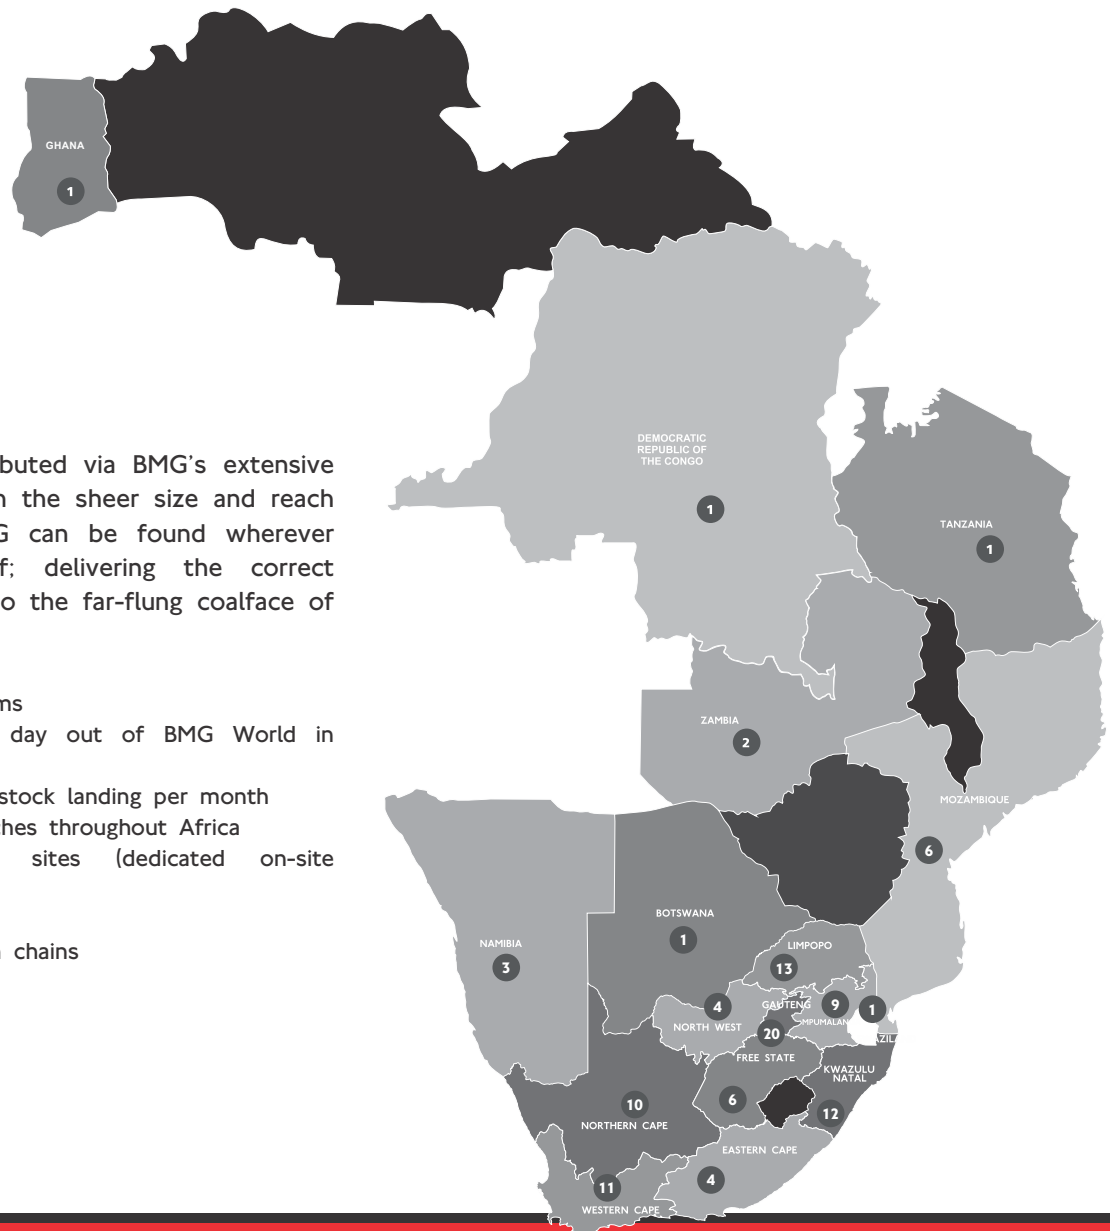 GHANA
1
DEMOCRATIC
REPUBLIC OF
THE CONGO
1
TANZANIA
1
buted via BMG's extensive
n the sheer size and reach
G can be found wherever
f; delivering the correct
o the far-flung coalface of
ms
day out of BMG World in
stock landing per month
hes throughout Africa
sites (dedicated on-site
chains
ZAMBIA
2
MOZAMBIQUE
6
BOTSWANA
1
NAMIBIA
3
LIMPOPO
13
4
NORTH WEST
GAUTENG
20
9
MPUMALAN
1
AZILA
FREE STATE
6
KWAZULU
NATAL
12
10
NORTHERN CAPE
EASTERN CAPE
4
11
WESTERN CAPE